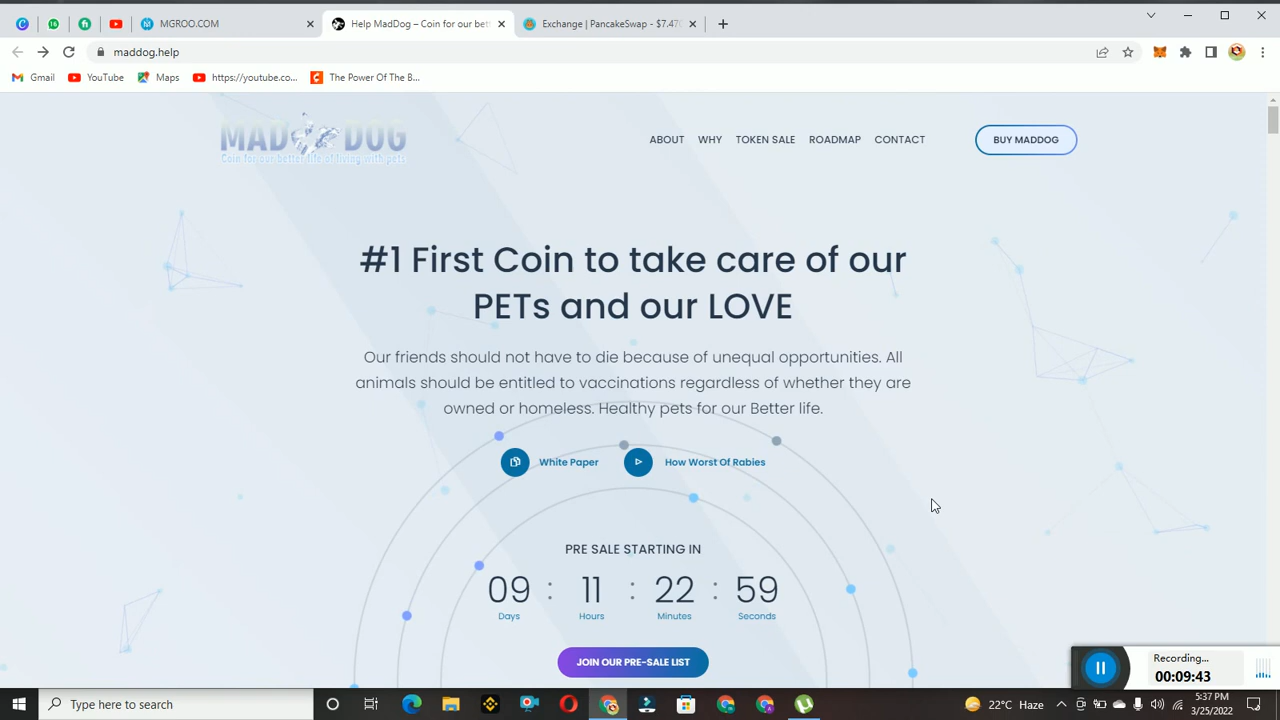 MGROO.COM
Help MadDog – Coin for our bett
Exchange | PancakeSwap - $7.470
maddog.help
Gmail
YouTube
Maps
https://youtube.co...
The Power Of The B...
MAD DOG
Coin for our better life of living with pets
ABOUT
WHY
TOKEN SALE
ROADMAP
CONTACT
BUY MADDOG
#1 First Coin to take care of our
PETs and our LOVE
Our friends should not have to die because of unequal opportunities. All
animals should be entitled to vaccinations regardless of whether they are
owned or homeless. Healthy pets for our Better life.
White Paper
How Worst Of Rabies
PRE SALE STARTING IN
09 : 11 : 22 : 59
Days Hours Minutes Seconds
JOIN OUR PRE-SALE LIST
Recording...
00:09:43
Type here to search
22°C Haze
5:37 PM
3/25/2022